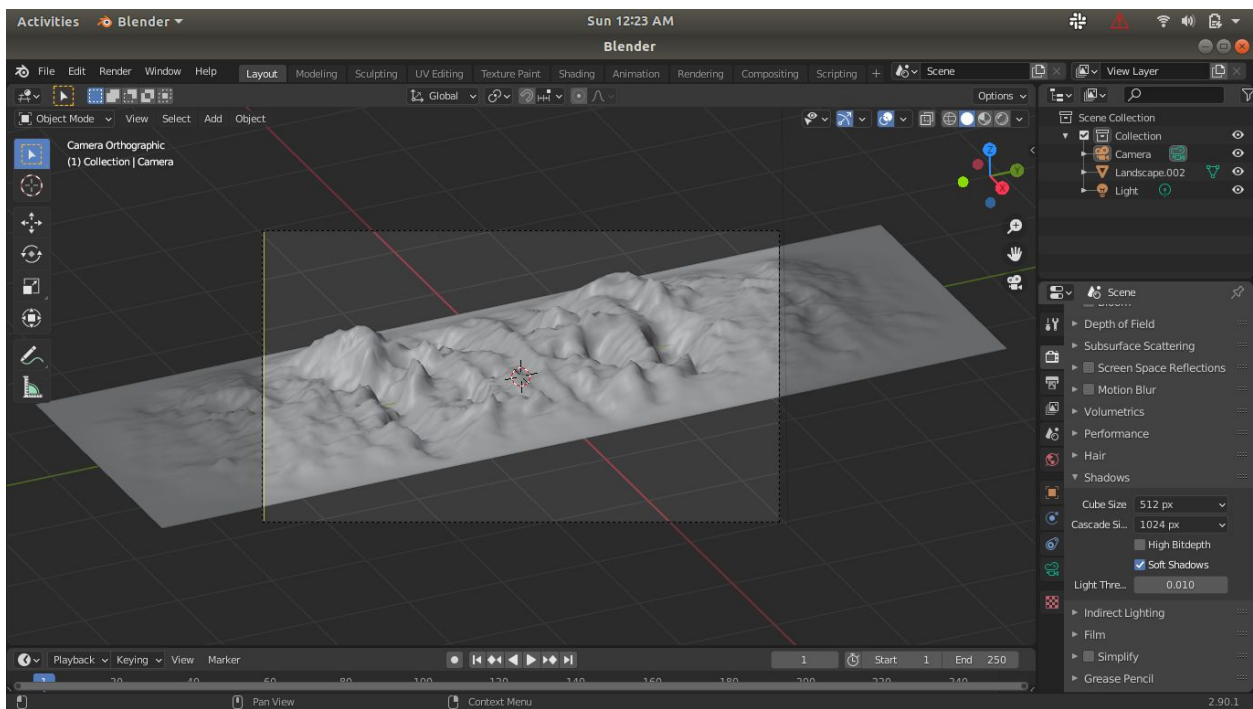 Activities Blender Sun 12:23 AM
Blender
File Edit Render Window Help Layout Modeling Sculpting UV Editing Texture Paint Shading Animation Rendering Compositing Scripting + Scene View Layer
Global Options
Object Mode View Select Add Object
Camera Orthographic
(1) Collection | Camera
Z
Y
X
Scene Collection
Collection
Camera
Landscape.002
Light
Scene
Bloom
Depth of Field
Subsurface Scattering
Screen Space Reflections
Motion Blur
Volumetrics
Performance
Hair
Shadows
Cube Size 512 px
Cascade Si... 1024 px
High Bitdepth
Soft Shadows
Light Thre... 0.010
Indirect Lighting
Film
Simplify
Grease Pencil
Playback Keying View Marker 1 Start 1 End 250
1 20 40 60 80 100 120 140 160 180 200 220 240
Pan View Context Menu 2.90.1